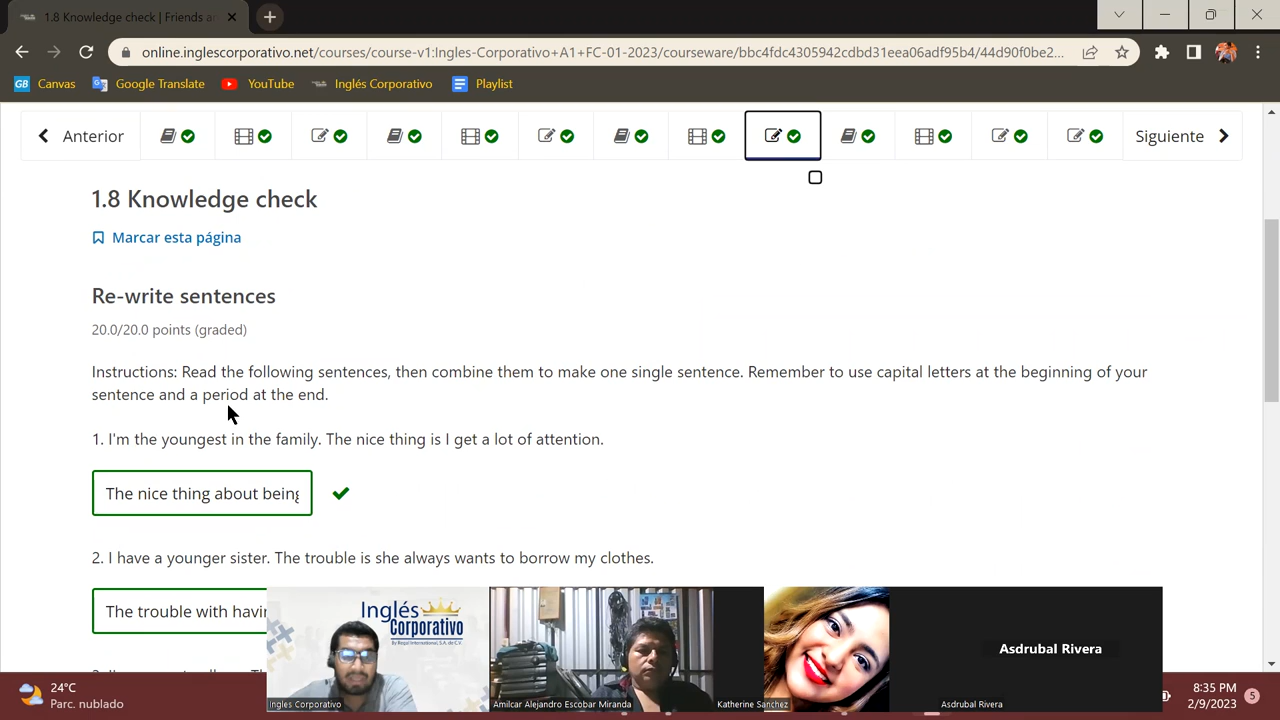 1.8 Knowledge check | Friends a
online.inglescorporativo.net/courses/course-v1:Ingles-Corporativo+A1+FC-01-2023/courseware/bbc4fdc4305942cdbd31eea06adf95b4/44d90f0be2...
GB Canvas Google Translate YouTube Inglés Corporativo Playlist
Anterior Siguiente
1.8 Knowledge check
Marcar esta página
Re-write sentences
20.0/20.0 points (graded)
Instructions: Read the following sentences, then combine them to make one single sentence. Remember to use capital letters at the beginning of your
sentence and a period at the end.
1. I'm the youngest in the family. The nice thing is I get a lot of attention.
The nice thing about being
2. I have a younger sister. The trouble is she always wants to borrow my clothes.
The trouble with havin
Inglés
Corporativo
By Regal International, S.A. de C.V.
Asdrubal Rivera
Ingles Corporativo
Amilcar Alejandro Escobar Miranda
Katherine Sanchez
Asdrubal Rivera
24°C
Parc. nublado
8:35 PM
2/9/2023
5